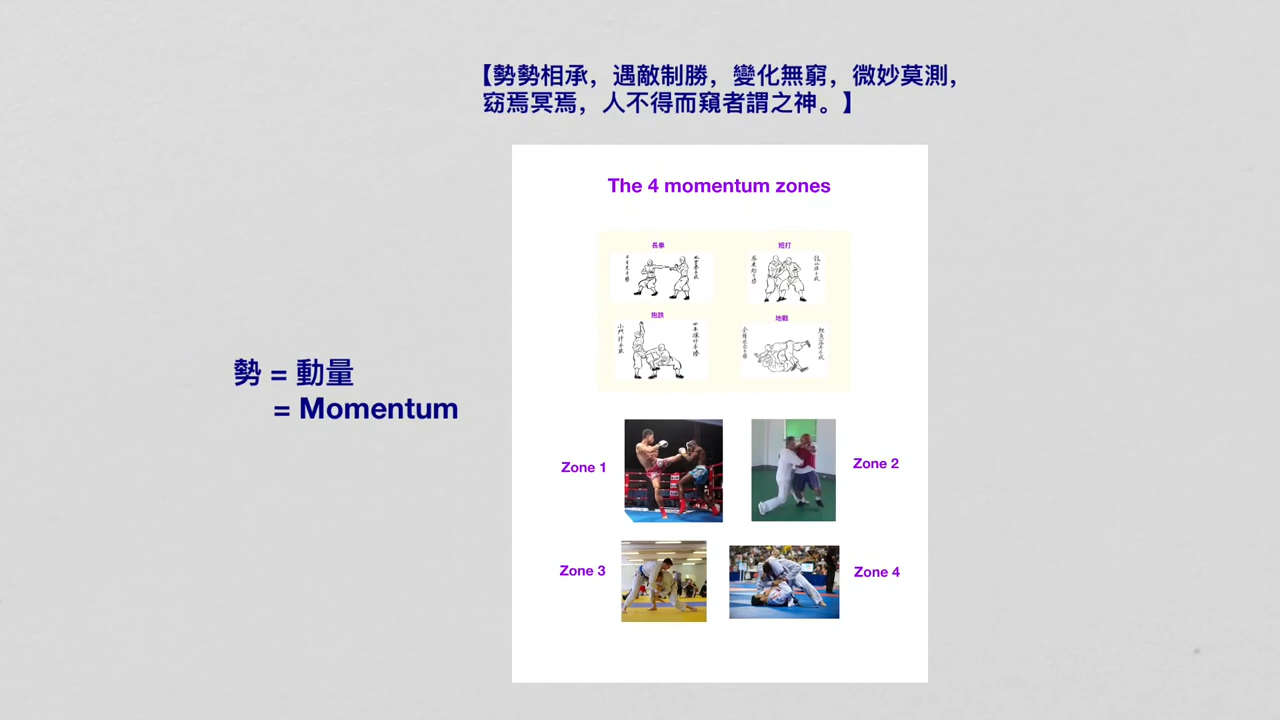 【勢勢相承，遇敵制勝，變化無窮，微妙莫測，
窈焉冥焉，人不得而窺者謂之神。】
The 4 momentum zones
長拳
短打
抱跌
地戰
勢 = 動量
= Momentum
Zone 1
Zone 2
Zone 3
Zone 4